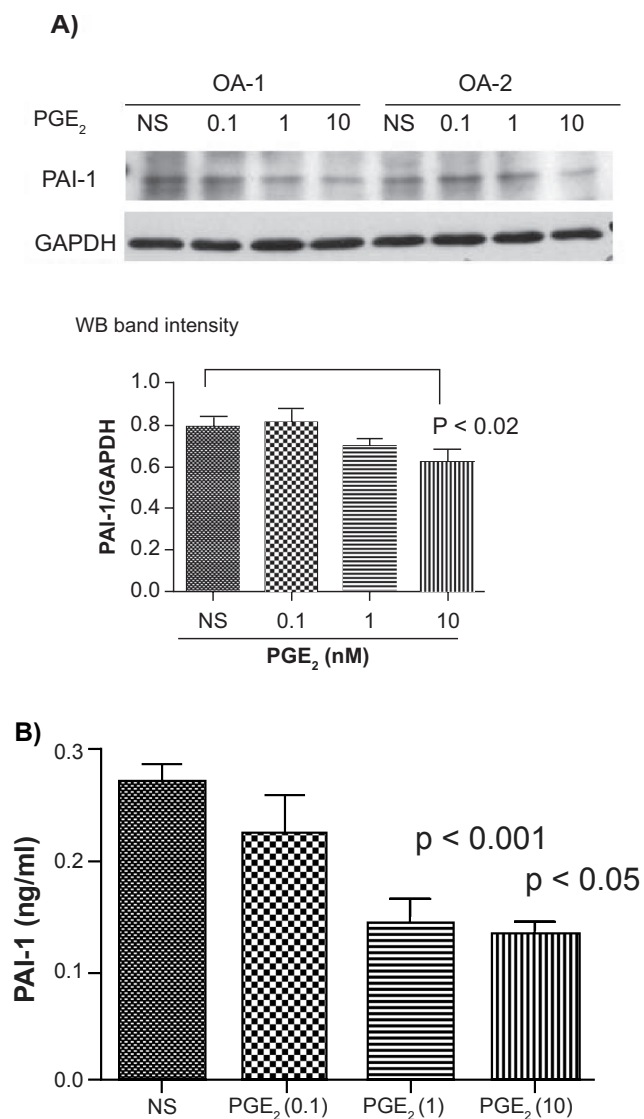 A)
OA-1 OA-2
PGE₂ NS 0.1 1 10 NS 0.1 1 10
PAI-1
GAPDH
WB band intensity
PAI-1/GAPDH
1.0
0.8
0.6
0.4
0.2
0.0
P < 0.02
NS 0.1 1 10
PGE₂ (nM)
B)
PAI-1 (ng/ml)
0.3
0.2
0.1
0.0
p < 0.001
p < 0.05
NS PGE₂ (0.1) PGE₂ (1) PGE₂ (10)